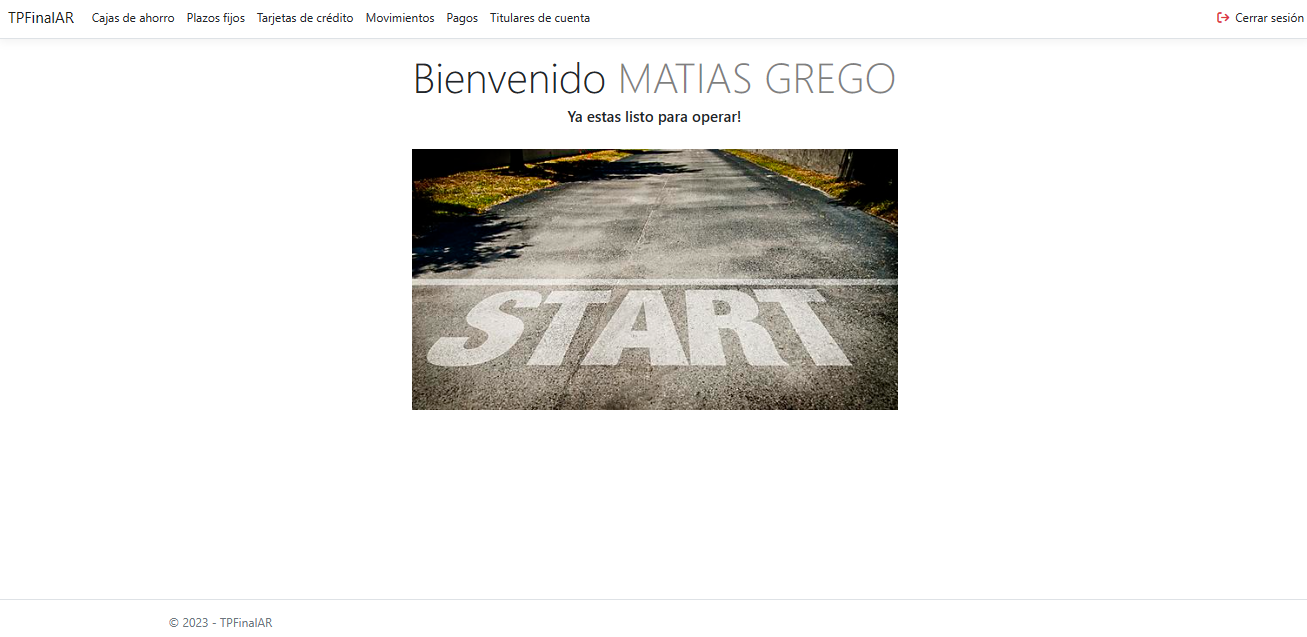 TPFinalAR Cajas de ahorro Plazos fijos Tarjetas de crédito Movimientos Pagos Titulares de cuenta Cerrar sesión
Bienvenido MATIAS GREGO
Ya estas listo para operar!
START
© 2023 - TPFinalAR